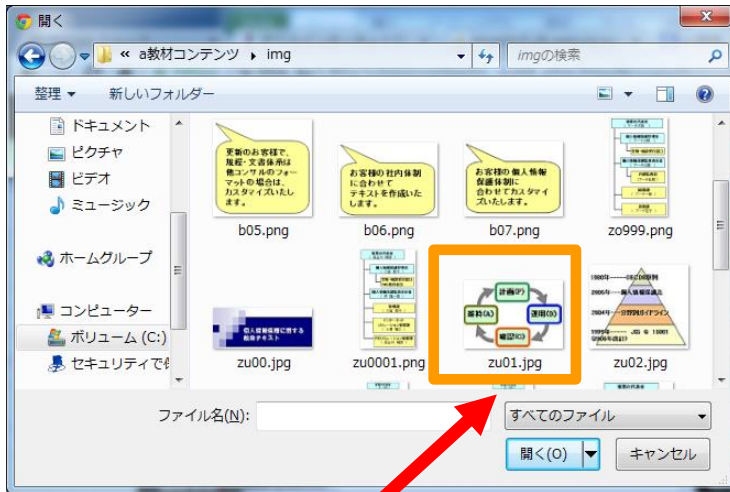 開く
« a教材コンテンツ ▸ img
imgの検索
整理 ▼ 新しいフォルダー
ドキュメント
ピクチャ
ビデオ
ミュージック
ホームグループ
コンピューター
ボリューム (C:)
更新のお客様で、
規程・文書体系は
他コンサルのフォー
マットの場合は、
カスタマイズいたし
ます。
お客様の社内体制
に合わせて
テキストを作成いた
します。
お客様の個人情報
保護体制に
合わせてカスタマイ
ズいたします。
b05.png
b06.png
b07.png
zo999.png
個人情報保護に関する
教育テキスト
計画(P)
維持(A) 運用(D)
確認(C)
zu00.jpg
zu0001.png
zu01.jpg
zu02.jpg
ファイル名(N):
すべてのファイル
開く(O)
キャンセル